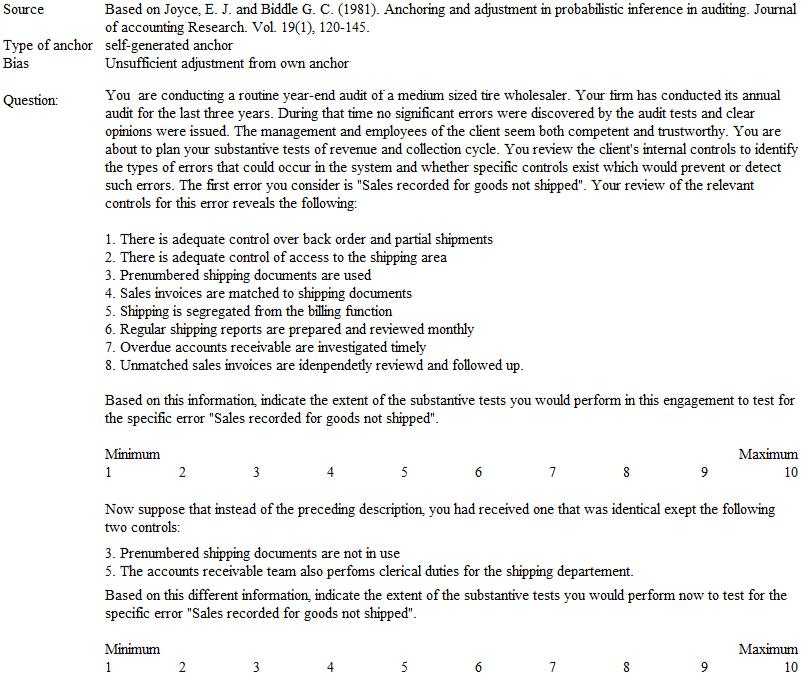 Source Based on Joyce, E. J. and Biddle G. C. (1981). Anchoring and adjustment in probabilistic inference in auditing. Journal
of accounting Research. Vol. 19(1), 120-145.
Type of anchor self-generated anchor
Bias Unsufficient adjustment from own anchor
Question: You are conducting a routine year-end audit of a medium sized tire wholesaler. Your firm has conducted its annual
audit for the last three years. During that time no significant errors were discovered by the audit tests and clear
opinions were issued. The management and employees of the client seem both competent and trustworthy. You are
about to plan your substantive tests of revenue and collection cycle. You review the client's internal controls to identify
the types of errors that could occur in the system and whether specific controls exist which would prevent or detect
such errors. The first error you consider is "Sales recorded for goods not shipped". Your review of the relevant
controls for this error reveals the following:
1. There is adequate control over back order and partial shipments
2. There is adequate control of access to the shipping area
3. Prenumbered shipping documents are used
4. Sales invoices are matched to shipping documents
5. Shipping is segregated from the billing function
6. Regular shipping reports are prepared and reviewed monthly
7. Overdue accounts receivable are investigated timely
8. Unmatched sales invoices are idenpendetly reviewd and followed up.
Based on this information, indicate the extent of the substantive tests you would perform in this engagement to test for
the specific error "Sales recorded for goods not shipped".
Minimum Maximum
1 2 3 4 5 6 7 8 9 10
Now suppose that instead of the preceding description, you had received one that was identical exept the following
two controls:
3. Prenumbered shipping documents are not in use
5. The accounts receivable team also perfoms clerical duties for the shipping departement.
Based on this different information, indicate the extent of the substantive tests you would perform now to test for the
specific error "Sales recorded for goods not shipped".
Minimum Maximum
1 2 3 4 5 6 7 8 9 10